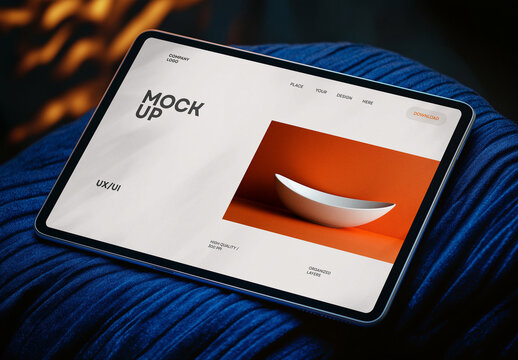 COMPANY
LOGO
PLACE YOUR DESIGN HERE
DOWNLOAD
MOCK
UP
UX/UI
HIGH QUALITY /
300 PPI
ORGANIZED
LAYERS